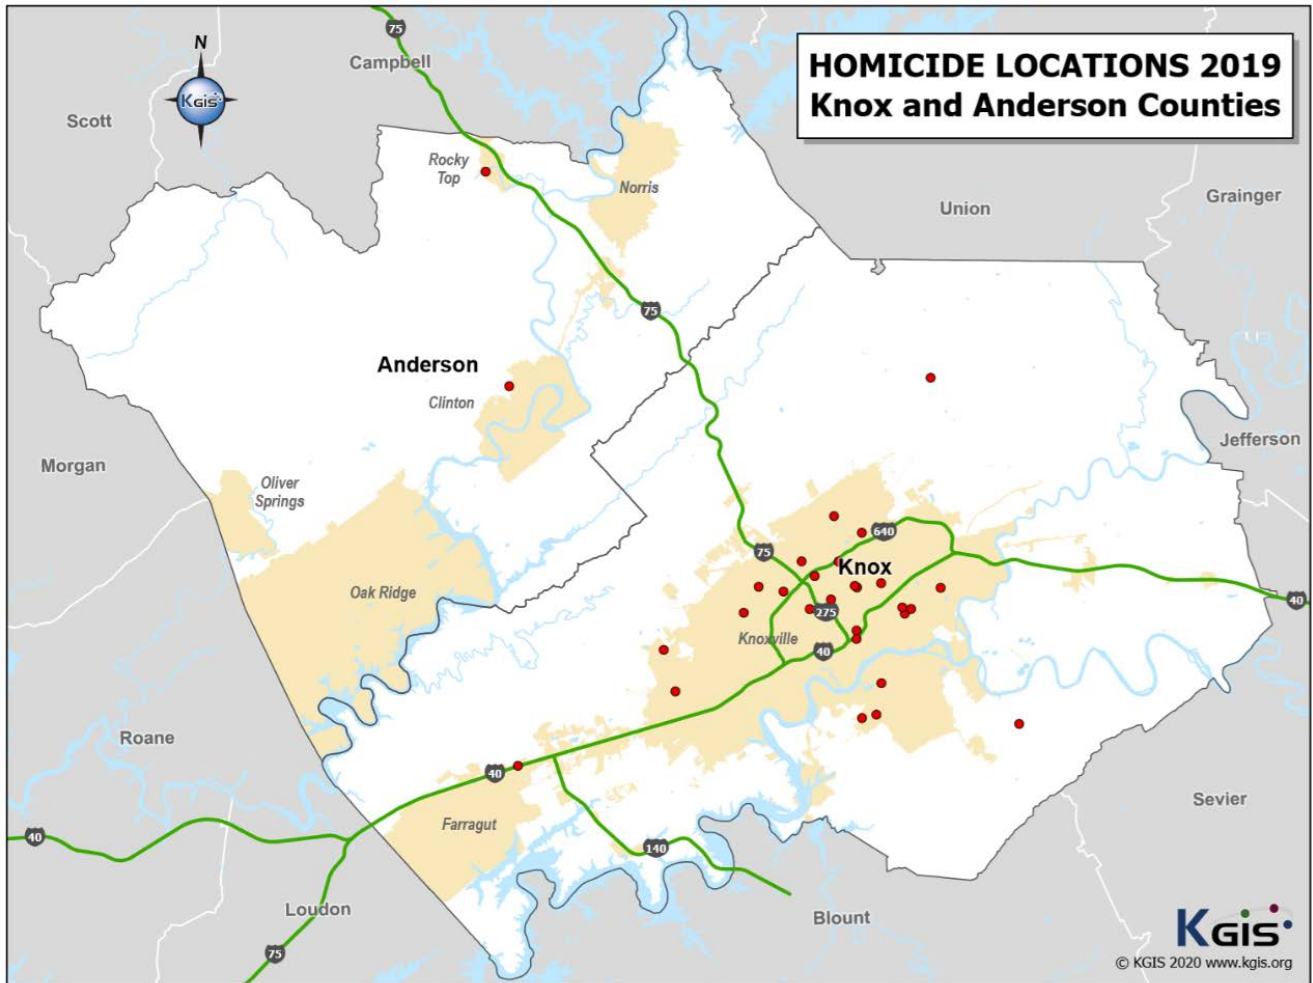 HOMICIDE LOCATIONS 2019
Knox and Anderson Counties
N
KGIS
75
Campbell
Scott
Rocky
Top
Norris
Union
Grainger
75
Anderson
Clinton
Jefferson
Morgan
Oliver
Springs
640
75
Knox
Oak Ridge
40
275
Knoxville
40
Roane
40
Sevier
Farragut
40
140
Loudon
Blount
75
KGIS
© KGIS 2020 www.kgis.org